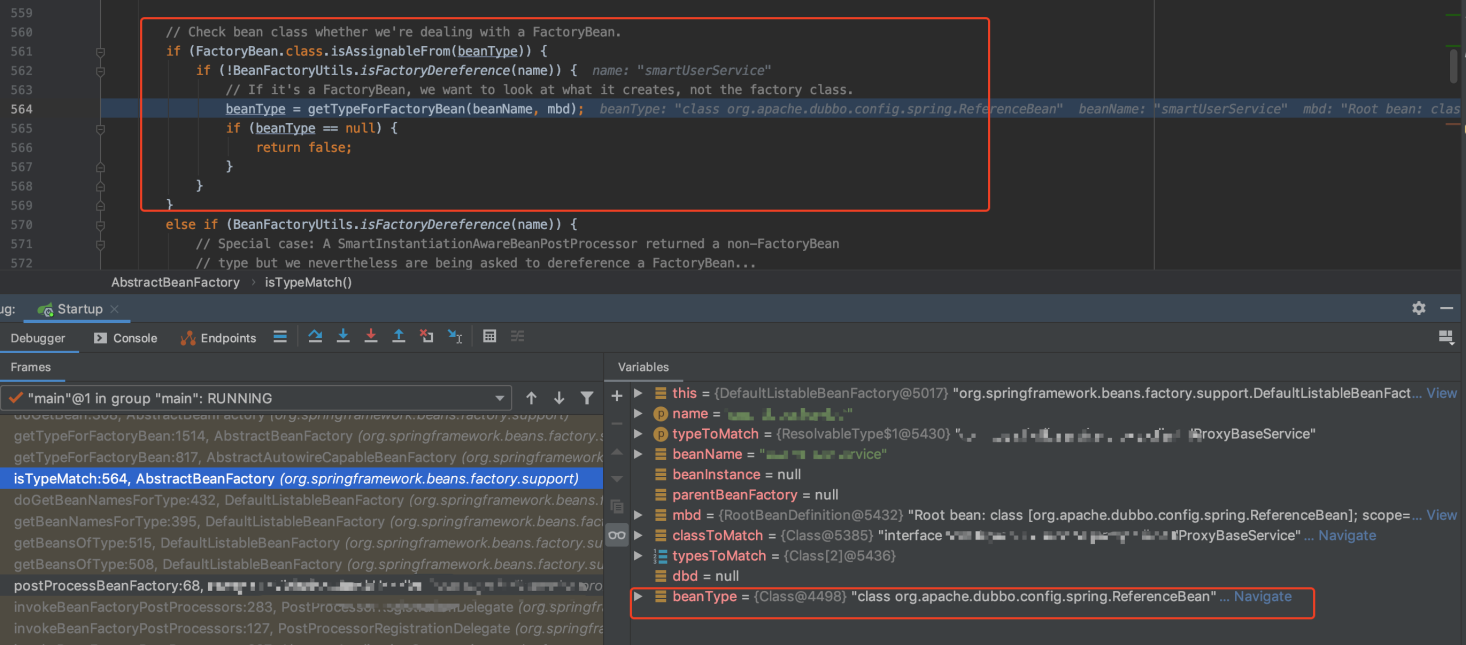 559
560 // Check bean class whether we're dealing with a FactoryBean.
561 if (FactoryBean.class.isAssignableFrom(beanType)) {
562 if (!BeanFactoryUtils.isFactoryDereference(name)) { name: "smartUserService"
563 // If it's a FactoryBean, we want to look at what it creates, not the factory class.
564 beanType = getTypeForFactoryBean(beanName, mbd); beanType: "class org.apache.dubbo.config.spring.ReferenceBean" beanName: "smartUserService" mbd: "Root bean: clas
565 if (beanType == null) {
566 return false;
567 }
568 }
569 }
570 else if (BeanFactoryUtils.isFactoryDereference(name)) {
571 // Special case: A SmartInstantiationAwareBeanPostProcessor returned a non-FactoryBean
572 // type but we nevertheless are being asked to dereference a FactoryBean...
AbstractBeanFactory › isTypeMatch()
ug: Startup
Debugger Console Endpoints
Frames
"main"@1 in group "main": RUNNING
doGetBean:308, AbstractBeanFactory (org.springframework.beans.factory.support)
getTypeForFactoryBean:1514, AbstractBeanFactory (org.springframework.beans.factory.s
getTypeForFactoryBean:817, AbstractAutowireCapableBeanFactory (org.springframework.
isTypeMatch:564, AbstractBeanFactory (org.springframework.beans.factory.support)
doGetBeanNamesForType:432, DefaultListableBeanFactory (org.springframework.beans.
getBeanNamesForType:395, DefaultListableBeanFactory (org.springframework.beans.fac
getBeansOfType:515, DefaultListableBeanFactory (org.springframework.beans.factory.su
getBeansOfType:508, DefaultListableBeanFactory (org.springframework.beans.factory.su
postProcessBeanFactory:68,
invokeBeanFactoryPostProcessors:283, PostProcessorRegistrationDelegate (org.springfra
invokeBeanFactoryPostProcessors:127, PostProcessorRegistrationDelegate (org.springfra
Variables
this = {DefaultListableBeanFactory@5017} "org.springframework.beans.factory.support.DefaultListableBeanFact... View
name =
typeToMatch = {ResolvableType$1@5430} " ProxyBaseService"
beanName = " ervice"
beanInstance = null
parentBeanFactory = null
mbd = {RootBeanDefinition@5432} "Root bean: class [org.apache.dubbo.config.spring.ReferenceBean]; scope=... View
classToMatch = {Class@5385} "interface ProxyBaseService" ... Navigate
typesToMatch = {Class[2]@5436}
dbd = null
beanType = {Class@4498} "class org.apache.dubbo.config.spring.ReferenceBean" ... Navigate